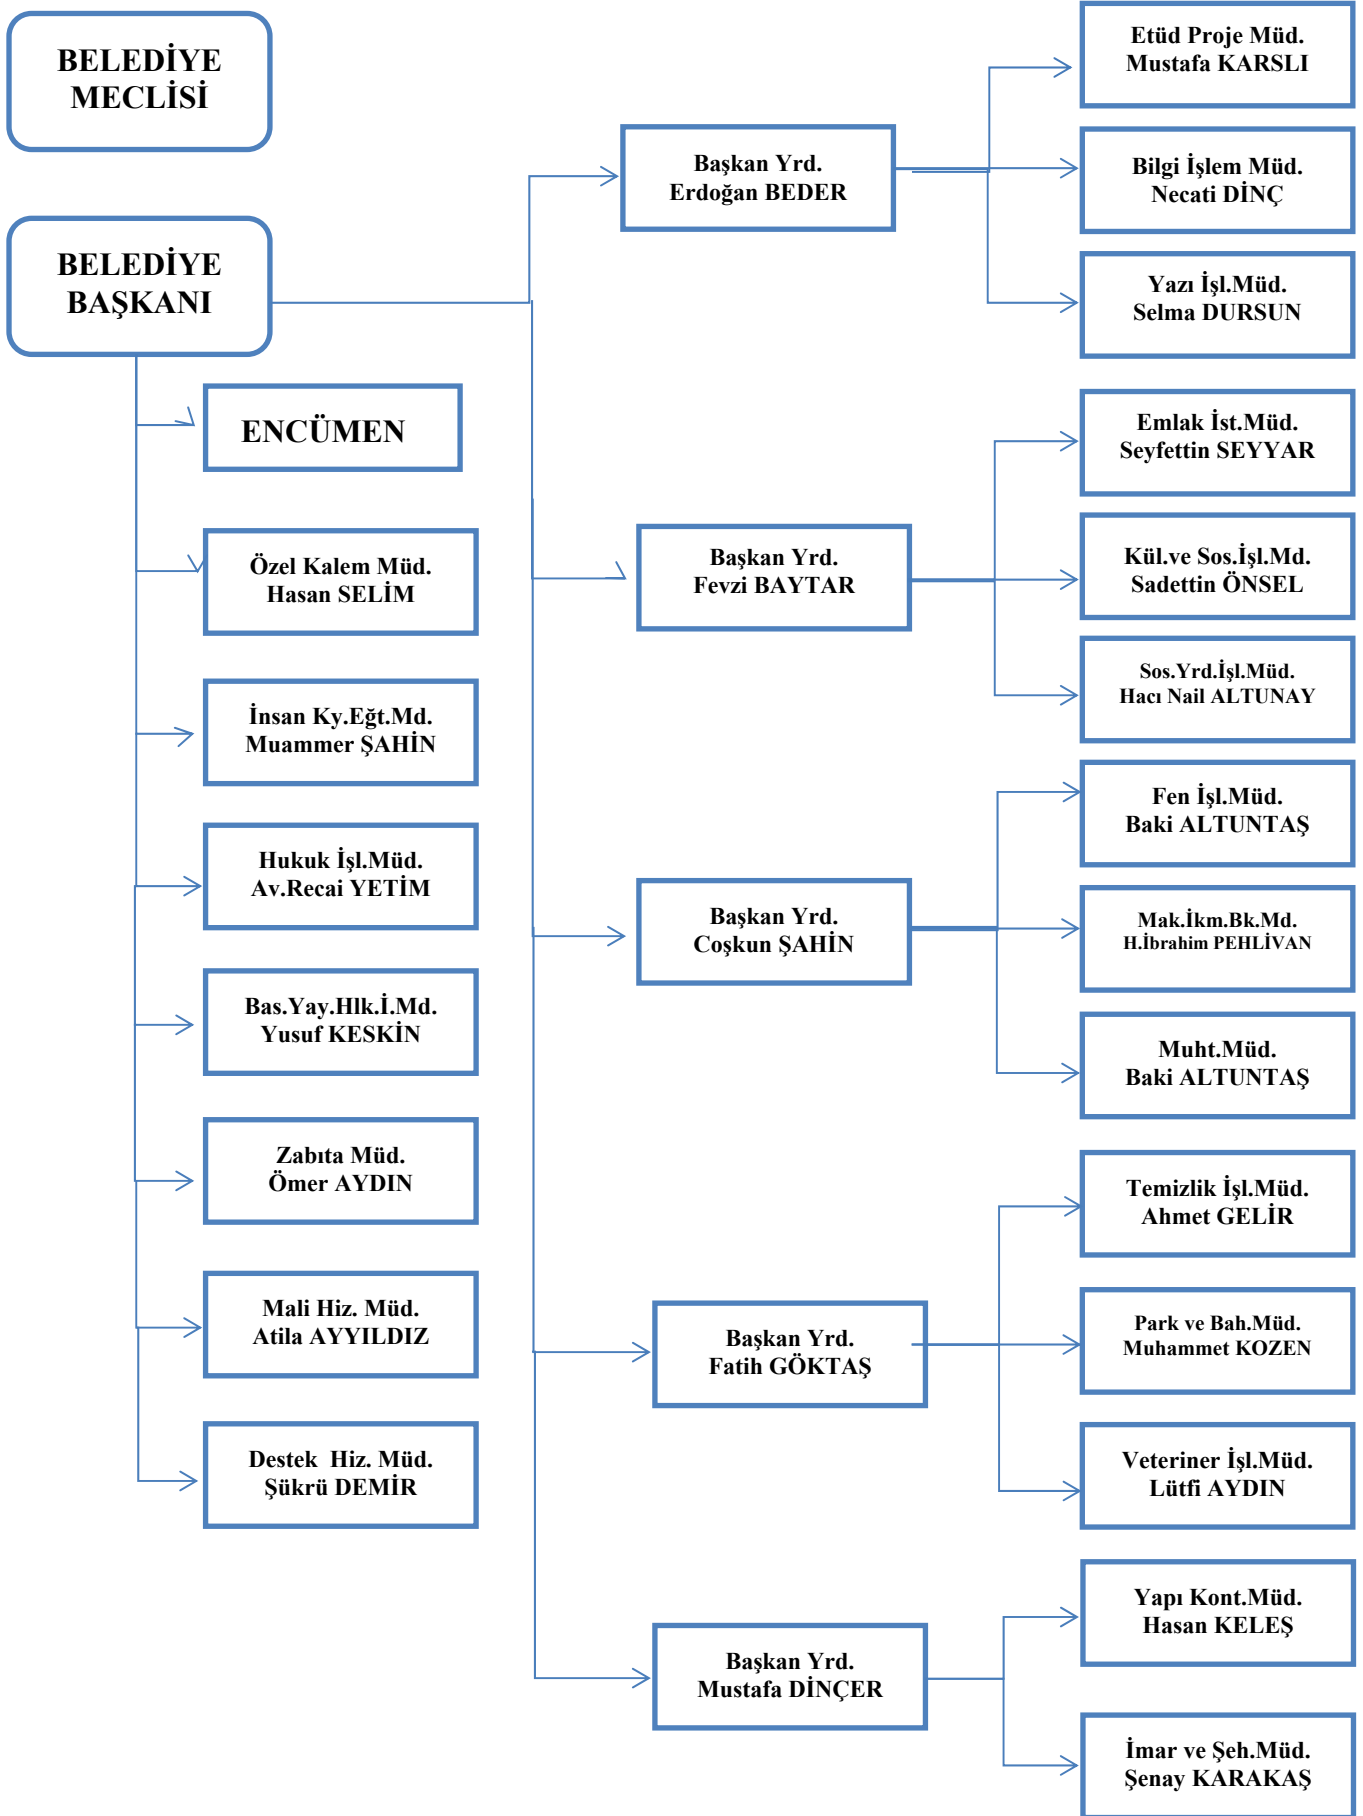 BELEDİYE
MECLİSİ
BELEDİYE
BAŞKANI
ENCÜMEN
Özel Kalem Müd.
Hasan SELİM
İnsan Ky.Eğt.Md.
Muammer ŞAHİN
Hukuk İşl.Müd.
Av.Recai YETİM
Bas.Yay.Hlk.İ.Md.
Yusuf KESKİN
Zabıta Müd.
Ömer AYDIN
Mali Hiz. Müd.
Atila AYYILDIZ
Destek  Hiz. Müd.
Şükrü DEMİR
Başkan Yrd.
Erdoğan BEDER
Etüd Proje Müd.
Mustafa KARSLI
Bilgi İşlem Müd.
Necati DİNÇ
Yazı İşl.Müd.
Selma DURSUN
Başkan Yrd.
Fevzi BAYTAR
Emlak İst.Müd.
Seyfettin SEYYAR
Kül.ve Sos.İşl.Md.
Sadettin ÖNSEL
Sos.Yrd.İşl.Müd.
Hacı Nail ALTUNAY
Başkan Yrd.
Coşkun ŞAHİN
Fen İşl.Müd.
Baki ALTUNTAŞ
Mak.İkm.Bk.Md.
H.İbrahim PEHLİVAN
Muht.Müd.
Baki ALTUNTAŞ
Başkan Yrd.
Fatih GÖKTAŞ
Temizlik İşl.Müd.
Ahmet GELİR
Park ve Bah.Müd.
Muhammet KOZEN
Veteriner İşl.Müd.
Lütfi AYDIN
Başkan Yrd.
Mustafa DİNÇER
Yapı Kont.Müd.
Hasan KELEŞ
İmar ve Şeh.Müd.
Şenay KARAKAŞ